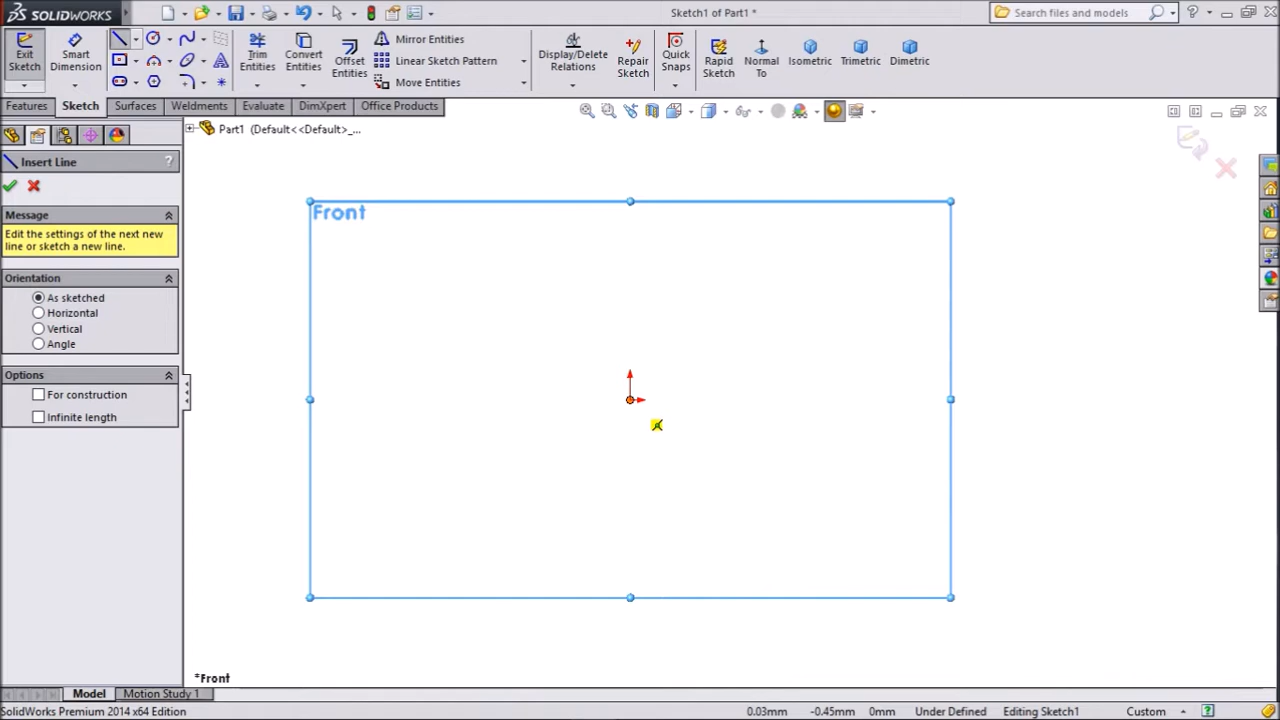 SOLIDWORKS
Sketch1 of Part1 *
Search files and models
Exit Sketch
Smart Dimension
Trim Entities
Convert Entities
Offset Entities
Mirror Entities
Linear Sketch Pattern
Move Entities
Display/Delete Relations
Repair Sketch
Quick Snaps
Rapid Sketch
Normal To
Isometric
Trimetric
Dimetric
Features
Sketch
Surfaces
Weldments
Evaluate
DimXpert
Office Products
Part1 (Default<<Default>_...
Insert Line
?
Message
Edit the settings of the next new
line or sketch a new line.
Orientation
As sketched
Horizontal
Vertical
Angle
Options
For construction
Infinite length
Front
*Front
Model
Motion Study 1
SolidWorks Premium 2014 x64 Edition
0.03mm
-0.45mm
0mm
Under Defined
Editing Sketch1
Custom